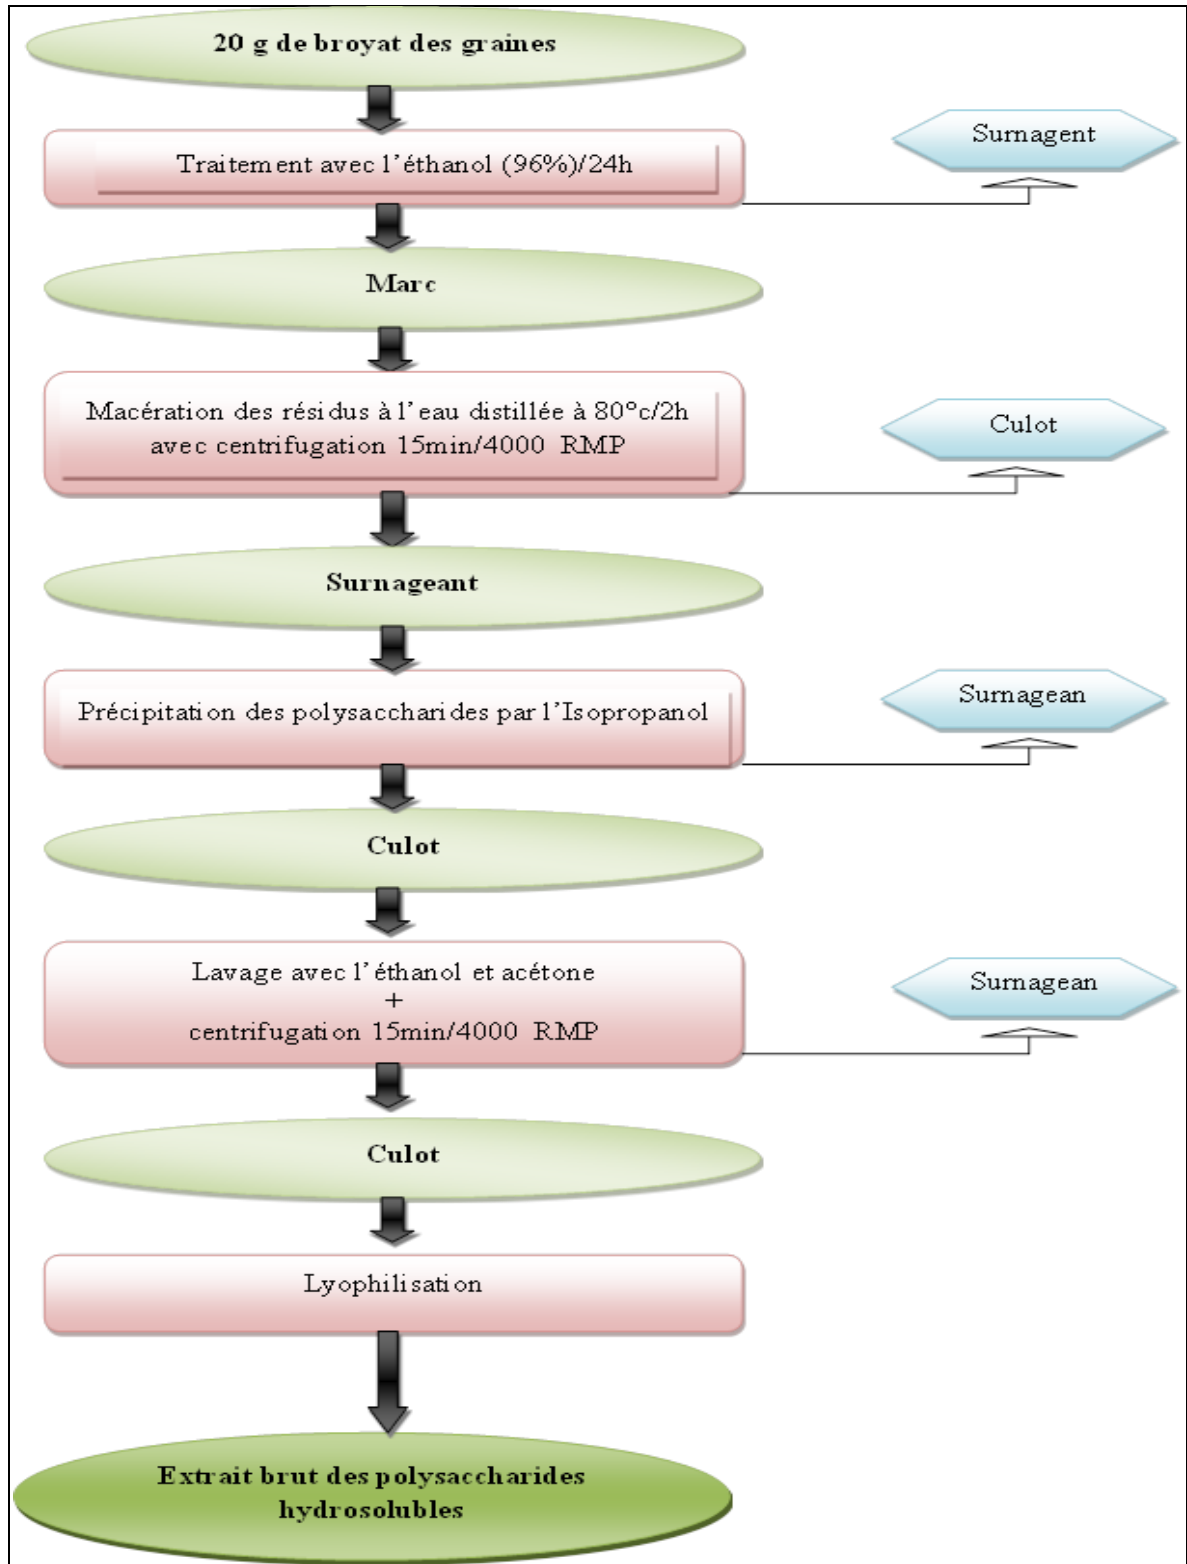 20 g de broyat des graines
Traitement avec l'éthanol (96%)/24h
Surnagent
Marc
Macération des résidus à l'eau distillée à 80°c/2h
avec centrifugation 15min/4000 RMP
Culot
Surnageant
Précipitation des polysaccharides par l'Isopropanol
Surnagean
Culot
Lavage avec l'éthanol et acétone
+
centrifugation 15min/4000 RMP
Surnagean
Culot
Lyophilisation
Extrait brut des polysaccharides
hydrosolubles